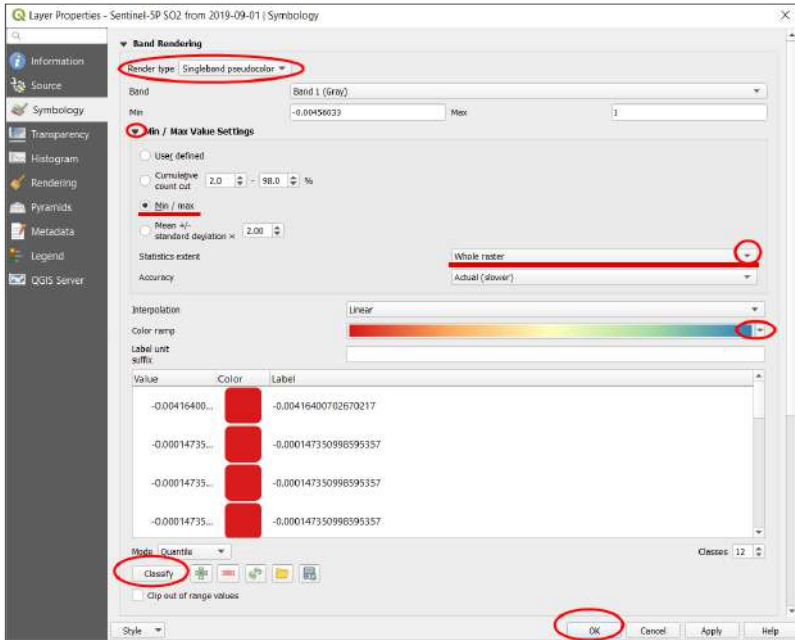 Layer Properties - Sentinel-5P SO2 from 2019-09-01 | Symbology
Information
Source
Symbology
Transparency
Histogram
Rendering
Pyramids
Metadata
Legend
QGIS Server
Band Rendering
Render type Singleband pseudocolor
Band Band 1 (Gray)
Min -0.00456033 Max 1
Min / Max Value Settings
User defined
Cumulative
count cut 2.0 - 98.0 %
Min / max
Mean +/-
standard deviation × 2.00
Statistics extent Whole raster
Accuracy Actual (slower)
Interpolation Linear
Color ramp
Label unit
suffix
Value Color Label
-0.00416400... -0.00416400702670217
-0.00014735... -0.000147350998595357
-0.00014735... -0.000147350998595357
-0.00014735... -0.000147350998595357
Mode Quantile Classes 12
Classify
Clip out of range values
Style OK Cancel Apply Help